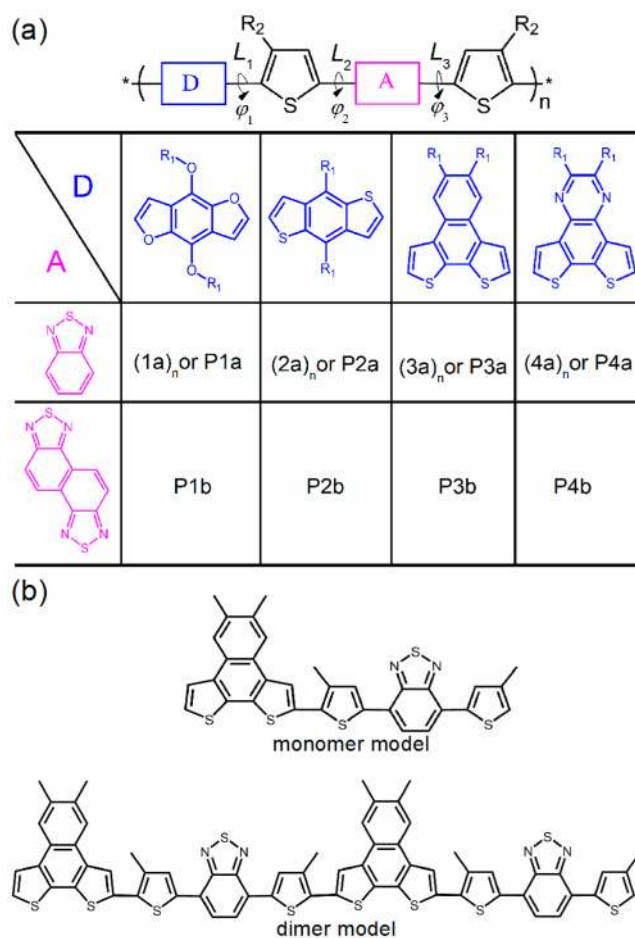 (a)
R₂ R₂
L₁ L₂ L₃
* ( D S A S ) n *
φ₁ φ₂ φ₃
D
A
R₁ O O O O R₁
R₁ S S R₁
R₁ R₁ S S
R₁ R₁ N N S S
S N N
(1a)ₙ or P1a (2a)ₙ or P2a (3a)ₙ or P3a (4a)ₙ or P4a
S N N N N S
P1b P2b P3b P4b
(b)
S N N
S S S S
monomer model
S N N S N N
S S S S S S S S
dimer model